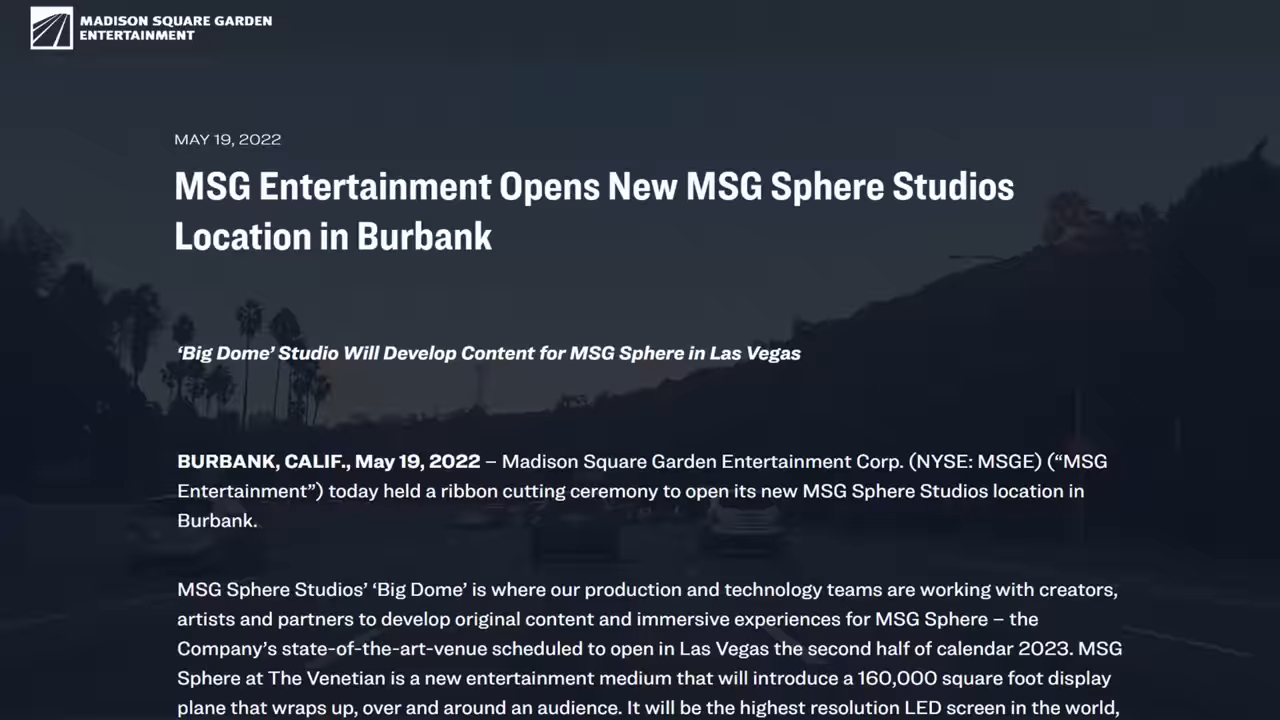 MADISON SQUARE GARDEN
ENTERTAINMENT
MAY 19, 2022
MSG Entertainment Opens New MSG Sphere Studios
Location in Burbank
‘Big Dome’ Studio Will Develop Content for MSG Sphere in Las Vegas
BURBANK, CALIF., May 19, 2022 – Madison Square Garden Entertainment Corp. (NYSE: MSGE) (“MSG
Entertainment”) today held a ribbon cutting ceremony to open its new MSG Sphere Studios location in
Burbank.
MSG Sphere Studios’ ‘Big Dome’ is where our production and technology teams are working with creators,
artists and partners to develop original content and immersive experiences for MSG Sphere – the
Company’s state-of-the-art-venue scheduled to open in Las Vegas the second half of calendar 2023. MSG
Sphere at The Venetian is a new entertainment medium that will introduce a 160,000 square foot display
plane that wraps up, over and around an audience. It will be the highest resolution LED screen in the world,